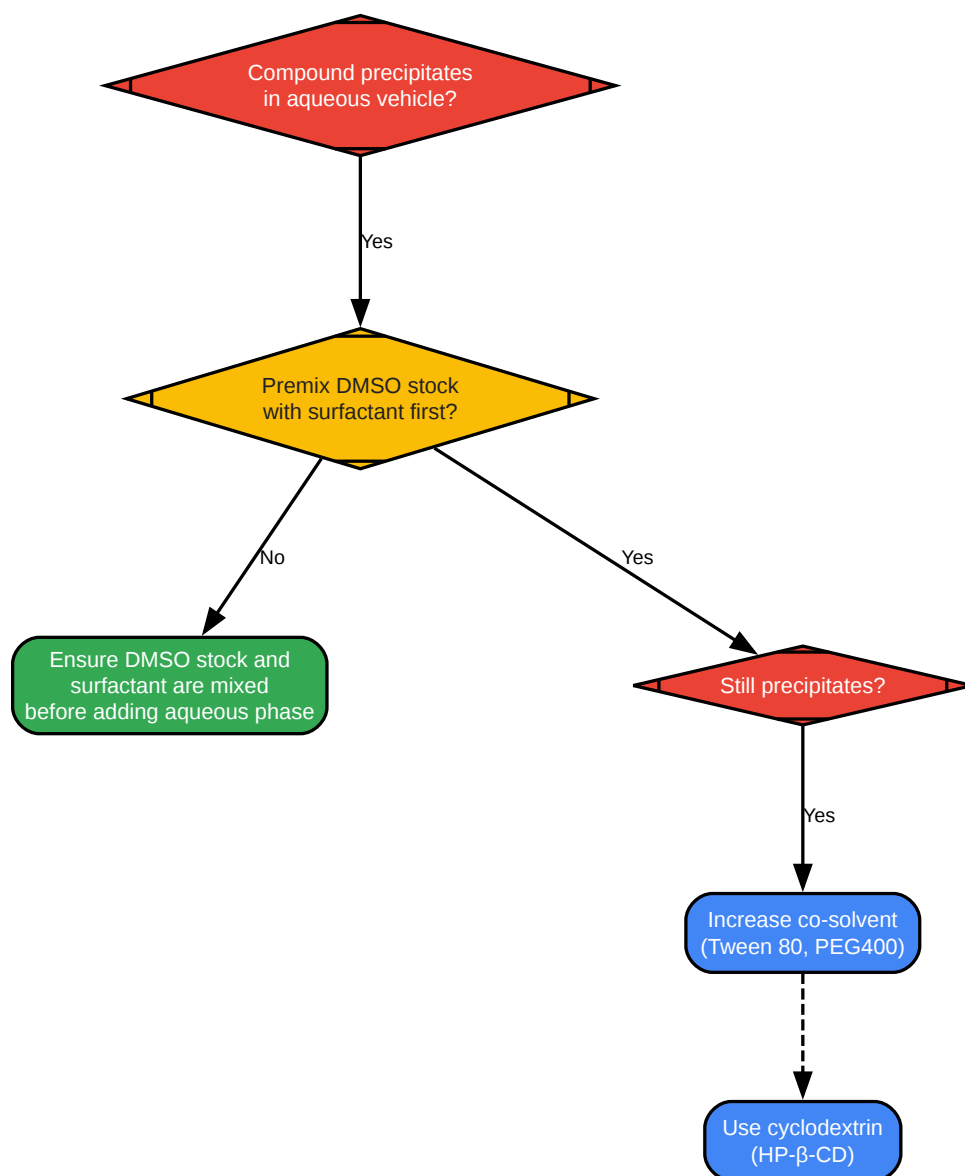 Compound precipitates
in aqueous vehicle?
Yes
Premix DMSO stock
with surfactant first?
No
Yes
Ensure DMSO stock and
surfactant are mixed
before adding aqueous phase
Still precipitates?
Yes
Increase co-solvent
(Tween 80, PEG400)
Use cyclodextrin
(HP-β-CD)